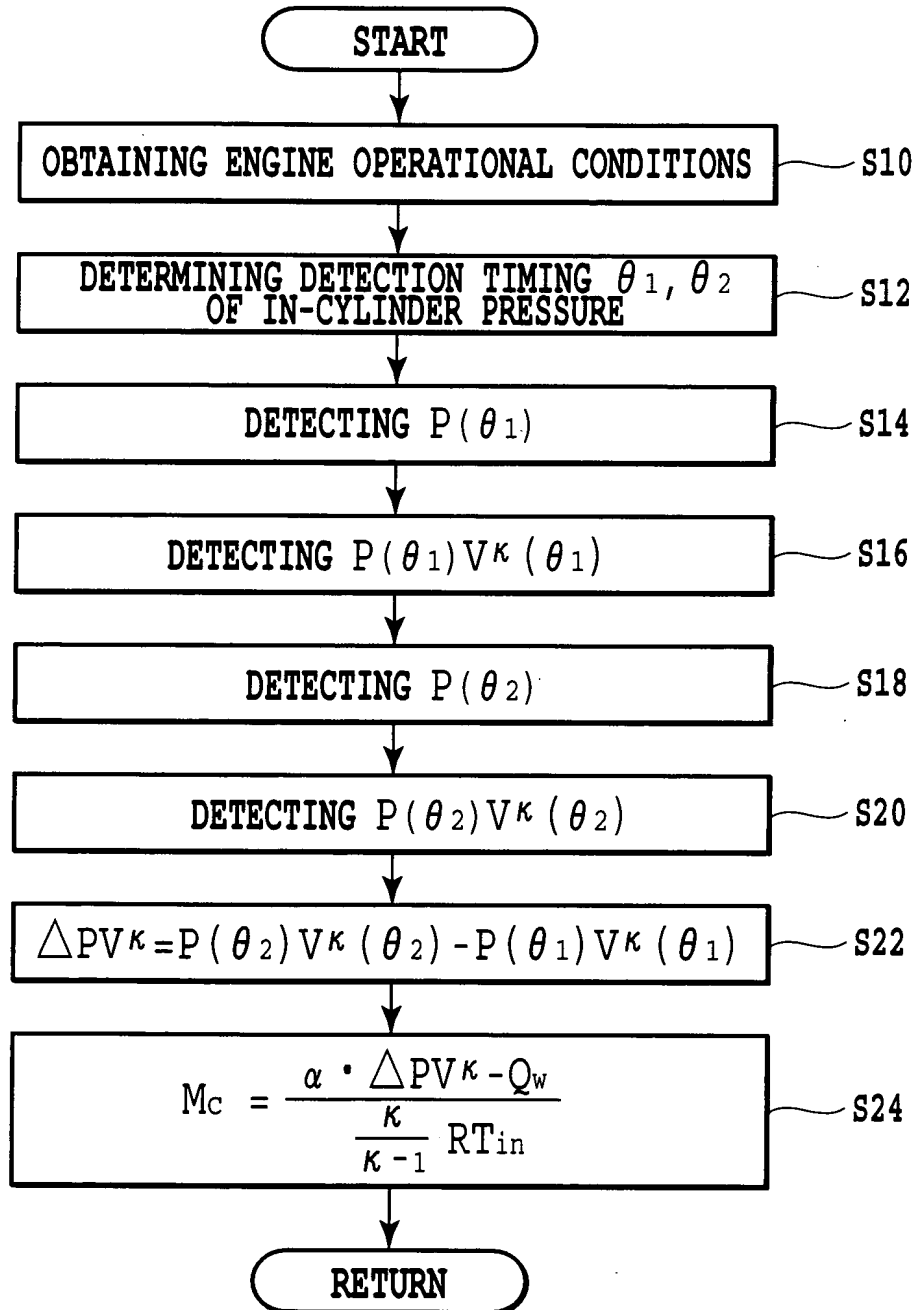 START
OBTAINING ENGINE OPERATIONAL CONDITIONS
S10
DETERMINING DETECTION TIMING θ1, θ2
OF IN-CYLINDER PRESSURE
S12
DETECTING P(θ1)
S14
DETECTING P(θ1)V^κ(θ1)
S16
DETECTING P(θ2)
S18
DETECTING P(θ2)V^κ(θ2)
S20
△PV^κ=P(θ2)V^κ(θ2)-P(θ1)V^κ(θ1)
S22
Mc = (α・△PV^κ-Qw) / ((κ/(κ-1)) RTin)
S24
RETURN